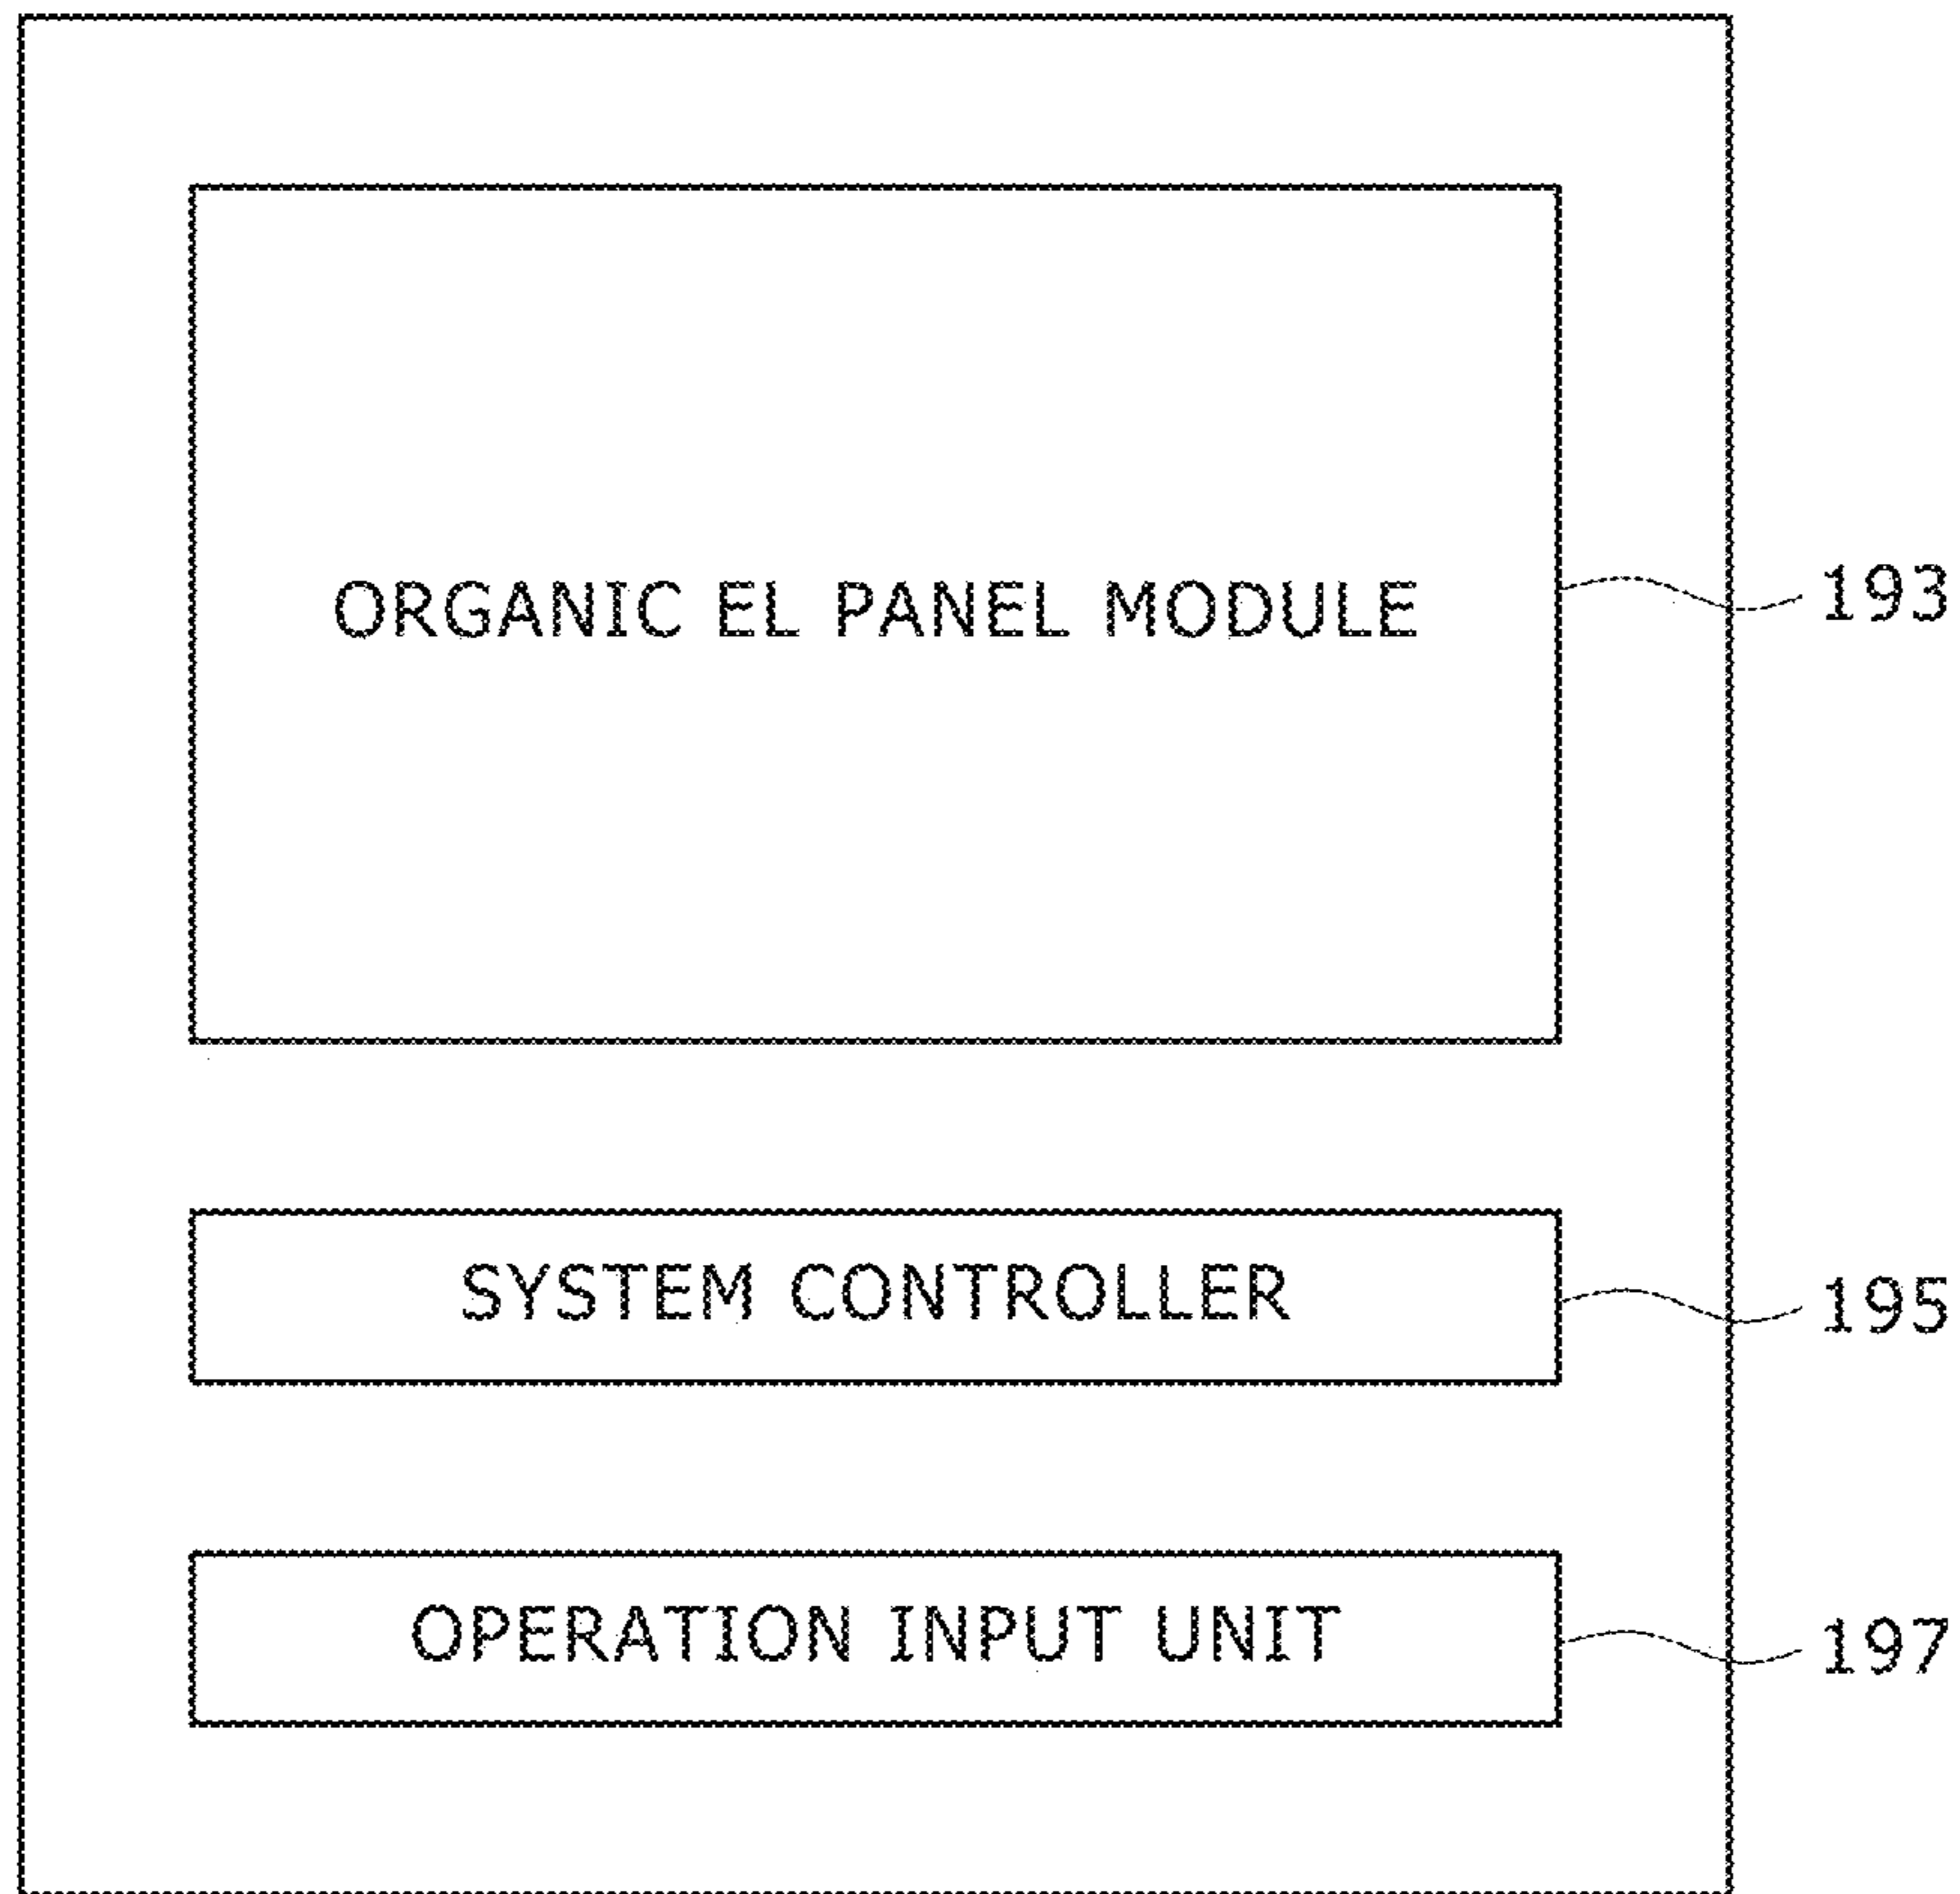 ORGANIC EL PANEL MODULE
193
SYSTEM CONTROLLER
195
OPERATION INPUT UNIT
197